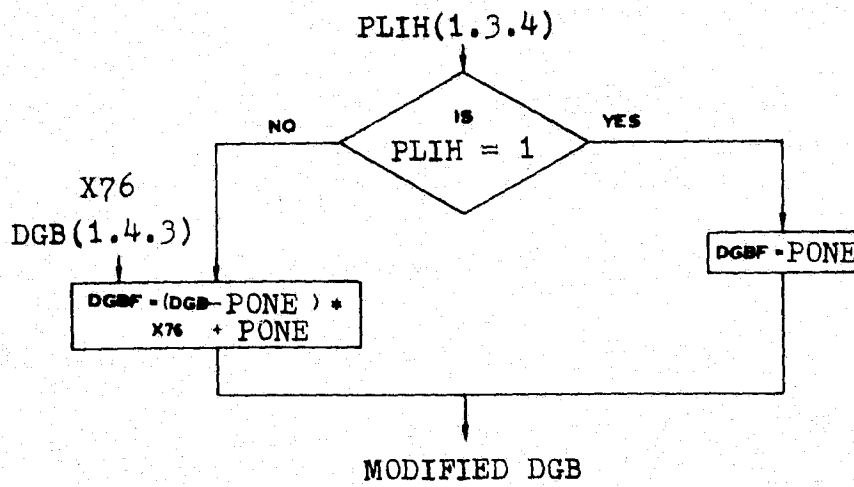 PLIH(1.3.4)
IS
NO
YES
PLIH = 1
X76
DGB(1.4.3)
DGBF = PONE
DGBF = (DGB- PONE ) *
X76 + PONE
MODIFIED DGB